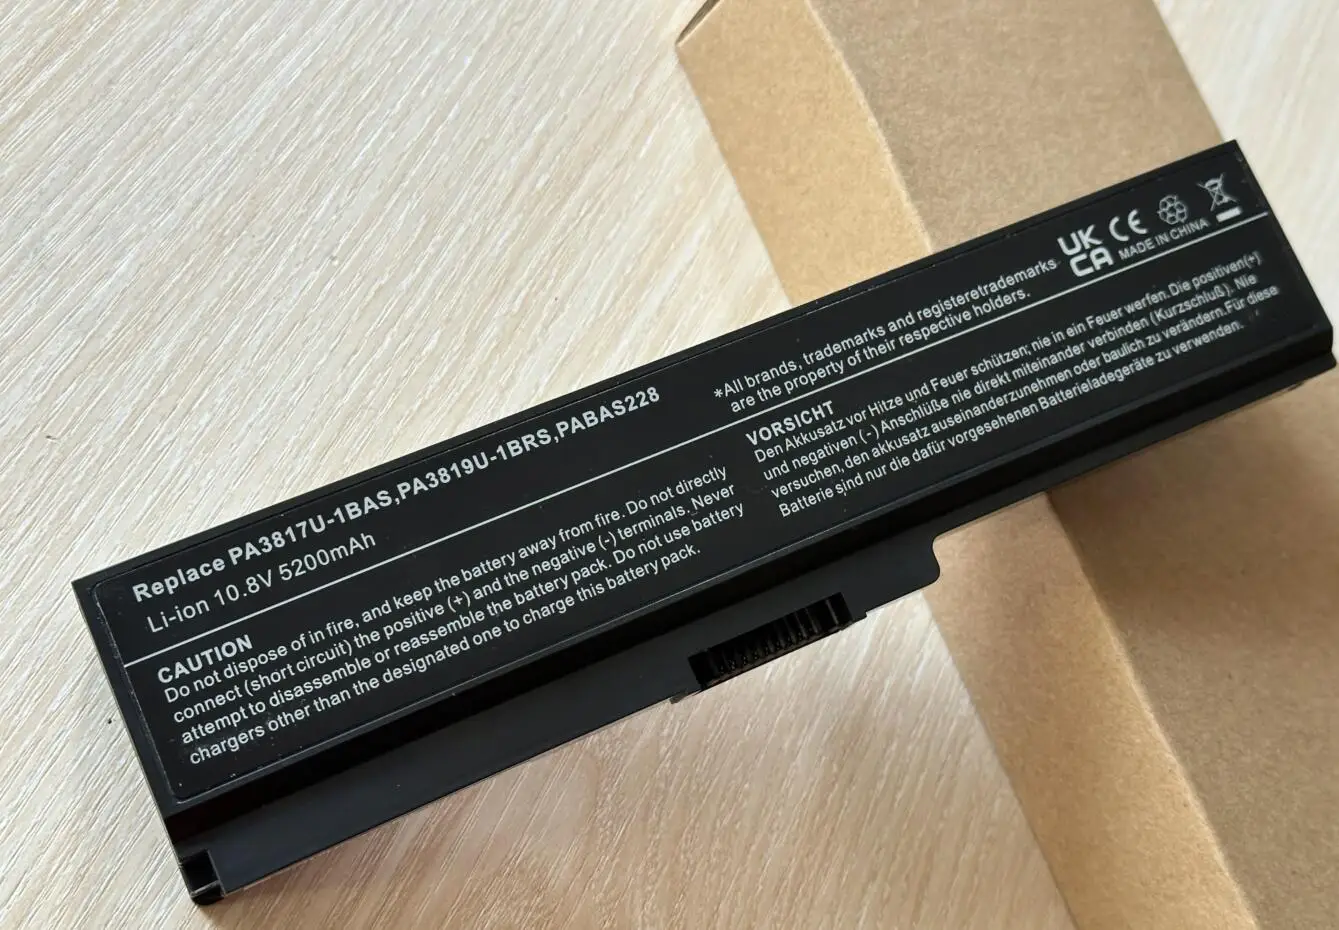 Replace PA3817U-1BAS,PA3819U-1BRS,PABAS228
Li-ion 10.8V 5200mAh
*All brands, trademarks and registeretrademarks
are the property of their respective holders.
UK
CA
CE
MADE IN CHINA
CAUTION
Do not dispose of in fire, and keep the battery away from fire. Do not directly
connect (short circuit) the positive (+) and the negative (-) terminals. Never
attempt to disassemble or reassemble the battery pack. Do not use battery
chargers other than the designated one to charge this battery pack.
VORSICHT
Den Akkusatz vor Hitze und Feuer schützen; nie in ein Feuer werfen. Die positiven(+)
und negativen (-) Anschlüße nie direkt miteinander verbinden (Kurzschluß). Nie
versuchen, den akkusatz auseinanderzunehmen oder baulich zu verändern.Für diese
Batterie sind nur die dafür vorgesehenen Batterieladegeräte zu verwenden.